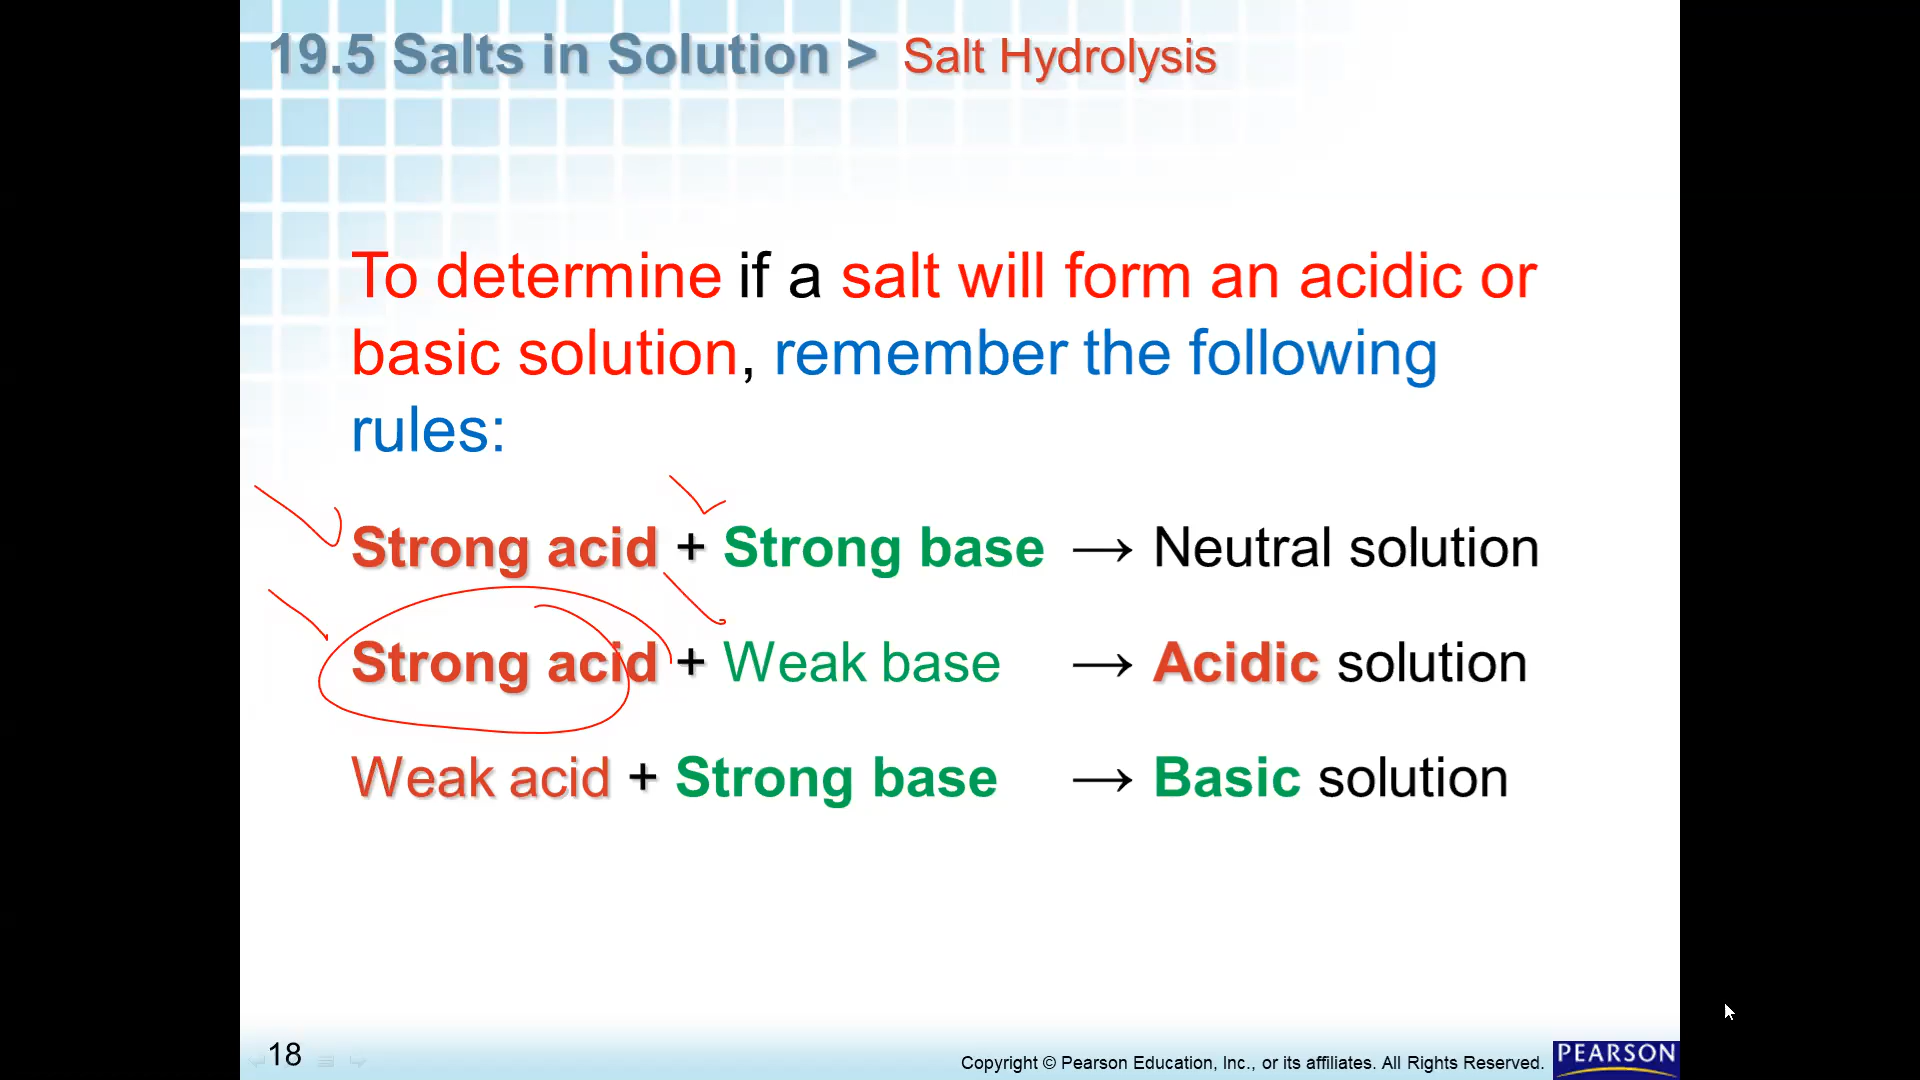 19.5 Salts in Solution > Salt Hydrolysis
To determine if a salt will form an acidic or
basic solution, remember the following
rules:
Strong acid + Strong base → Neutral solution
Strong acid + Weak base → Acidic solution
Weak acid + Strong base → Basic solution
18
Copyright © Pearson Education, Inc., or its affiliates. All Rights Reserved.
PEARSON